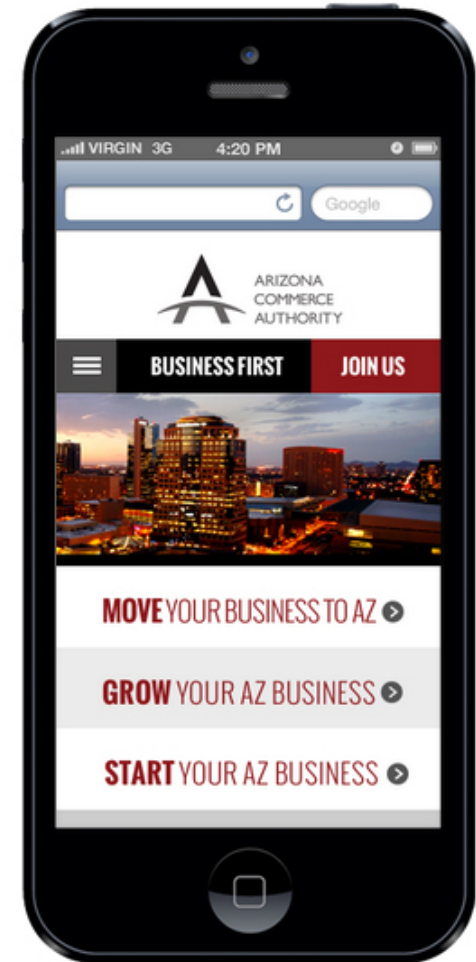 VIRGIN 3G 4:20 PM
Google
ARIZONA
COMMERCE
AUTHORITY
BUSINESS FIRST JOIN US
MOVE YOUR BUSINESS TO AZ
GROW YOUR AZ BUSINESS
START YOUR AZ BUSINESS